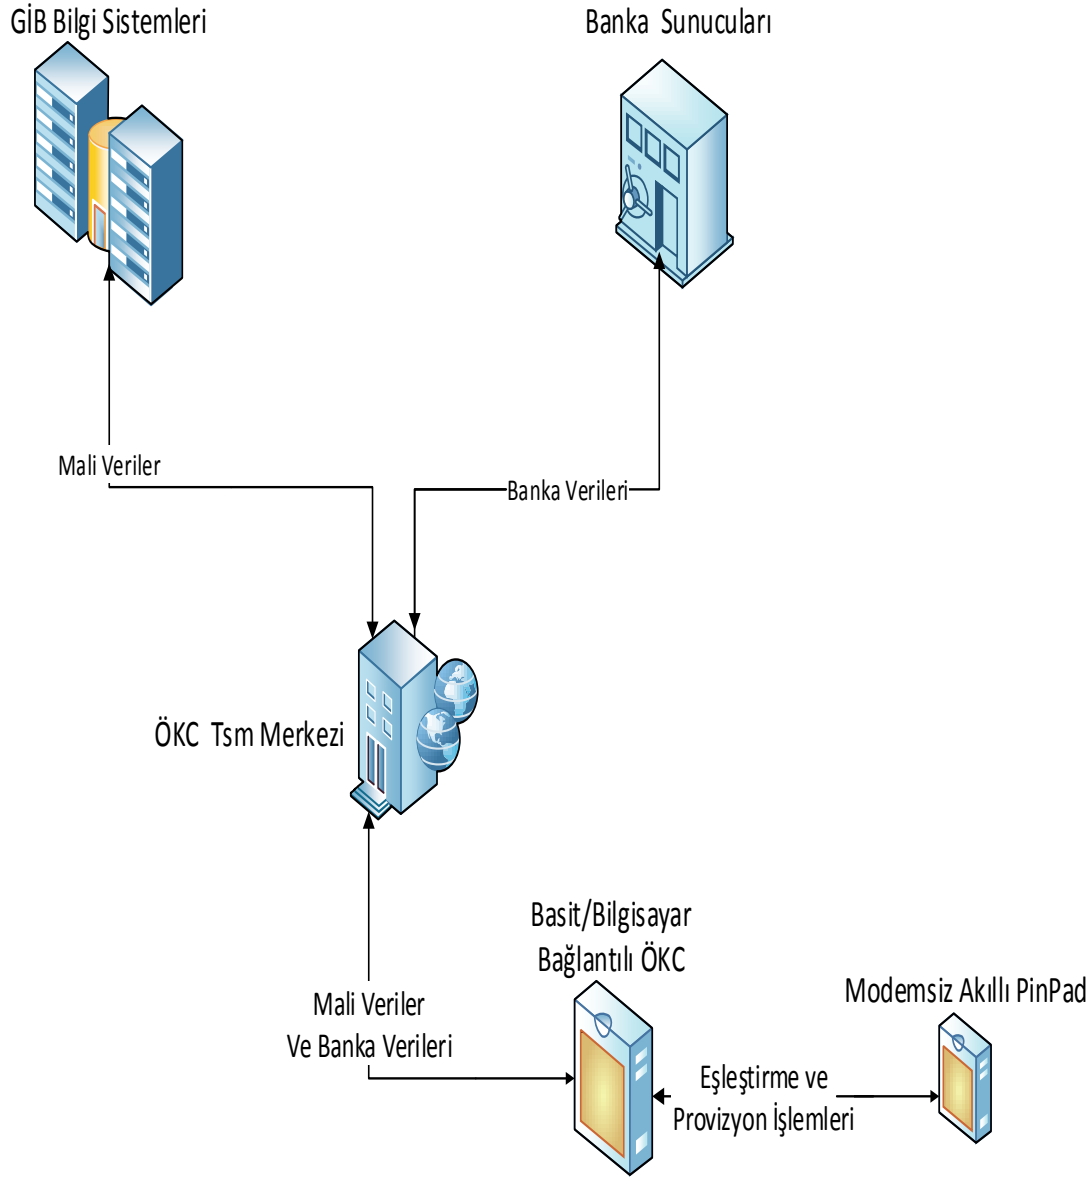 GİB Bilgi Sistemleri
Banka Sunucuları
Mali Veriler
Banka Verileri
ÖKC Tsm Merkezi
Basit/Bilgisayar
Bağlantılı ÖKC
Mali Veriler
Ve Banka Verileri
Modemsiz Akıllı PinPad
Eşleştirme ve
Provizyon İşlemleri